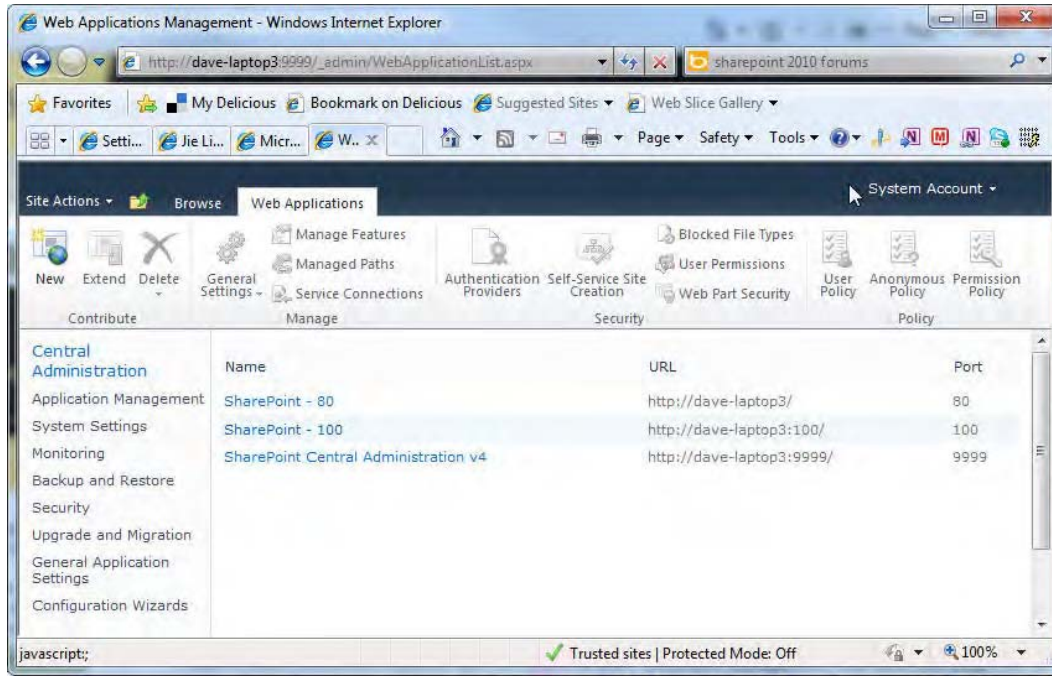 Web Applications Management - Windows Internet Explorer
http://dave-laptop3:9999/_admin/WebApplicationList.aspx
sharepoint 2010 forums
Favorites My Delicious Bookmark on Delicious Suggested Sites Web Slice Gallery
Setti... Jie Li... Micr... W.. Page Safety Tools
Site Actions Browse Web Applications System Account
New Extend Delete
Contribute
General Settings
Manage Features
Managed Paths
Service Connections
Manage
Authentication Providers
Self-Service Site Creation
Blocked File Types
User Permissions
Web Part Security
Security
User Policy
Anonymous Policy
Permission Policy
Policy
Central
Administration
Application Management
System Settings
Monitoring
Backup and Restore
Security
Upgrade and Migration
General Application
Settings
Configuration Wizards
Name URL Port
SharePoint - 80 http://dave-laptop3/ 80
SharePoint - 100 http://dave-laptop3:100/ 100
SharePoint Central Administration v4 http://dave-laptop3:9999/ 9999
javascript:; Trusted sites | Protected Mode: Off 100%